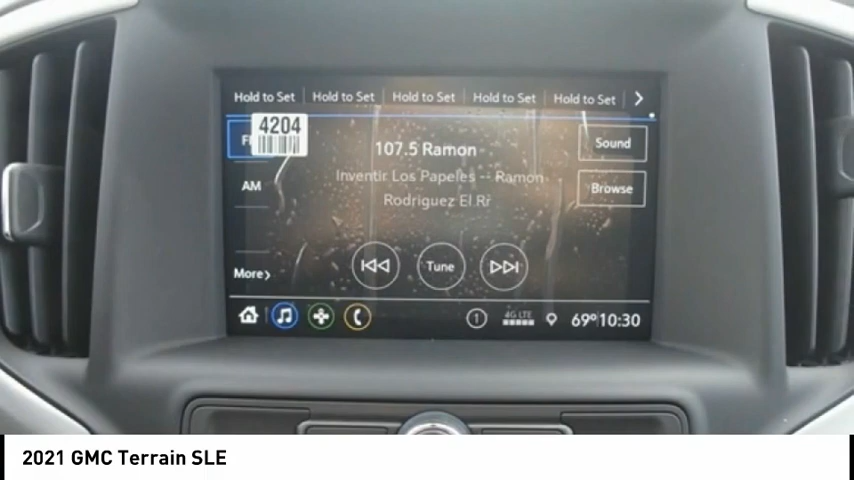 Hold to Set Hold to Set Hold to Set Hold to Set Hold to Set
4204
107.5 Ramon
Sound
Inventir Los Papeles -- Ramon
Rodriguez El Rr
AM
Browse
Tune
More
1 4G LTE 69° 10:30
2021 GMC Terrain SLE